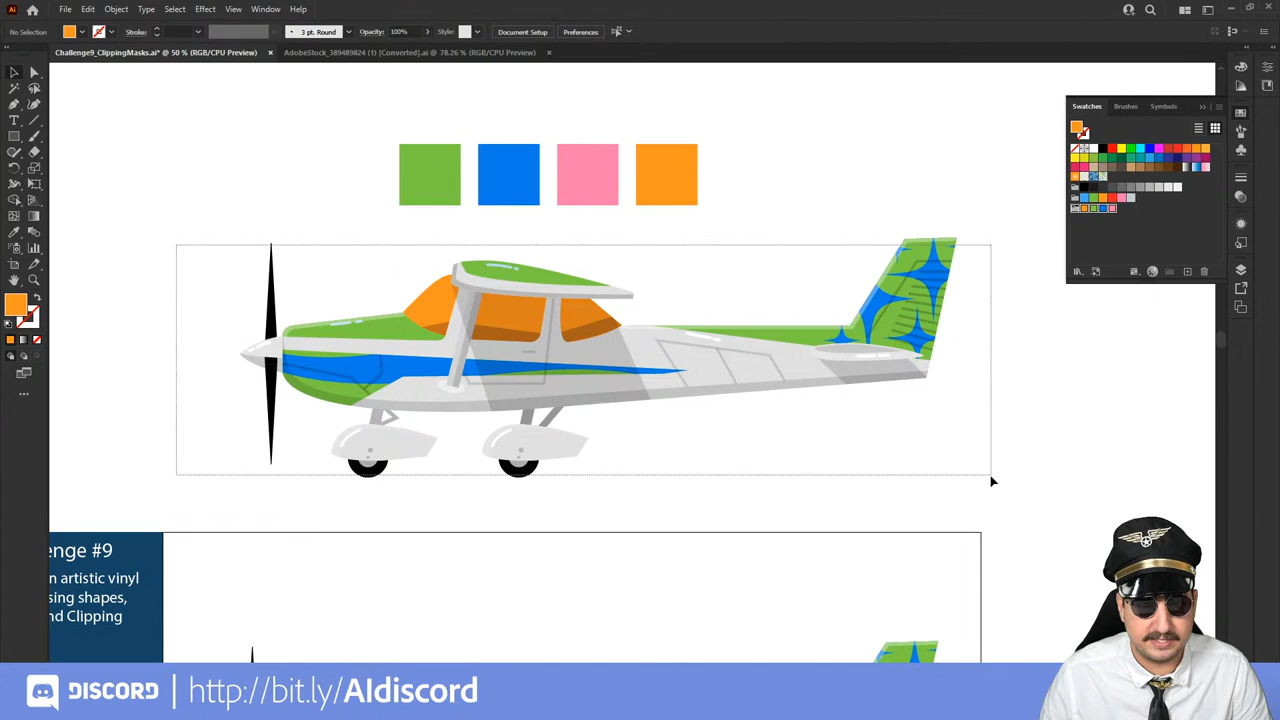 Ai File Edit Object Type Select Effect View Window Help
No Selection Stroke: 3 pt. Round Opacity: 100% Style: Document Setup Preferences
Challenge9_ClippingMasks.ai* @ 50 % (RGB/CPU Preview) × AdobeStock_389489824 [Converted].ai @ 78.26 % (RGB/CPU Preview) ×
Swatches Brushes Symbols
enge #9
n artistic vinyl
sing shapes,
nd Clipping
DISCORD http://bit.ly/AIdiscord